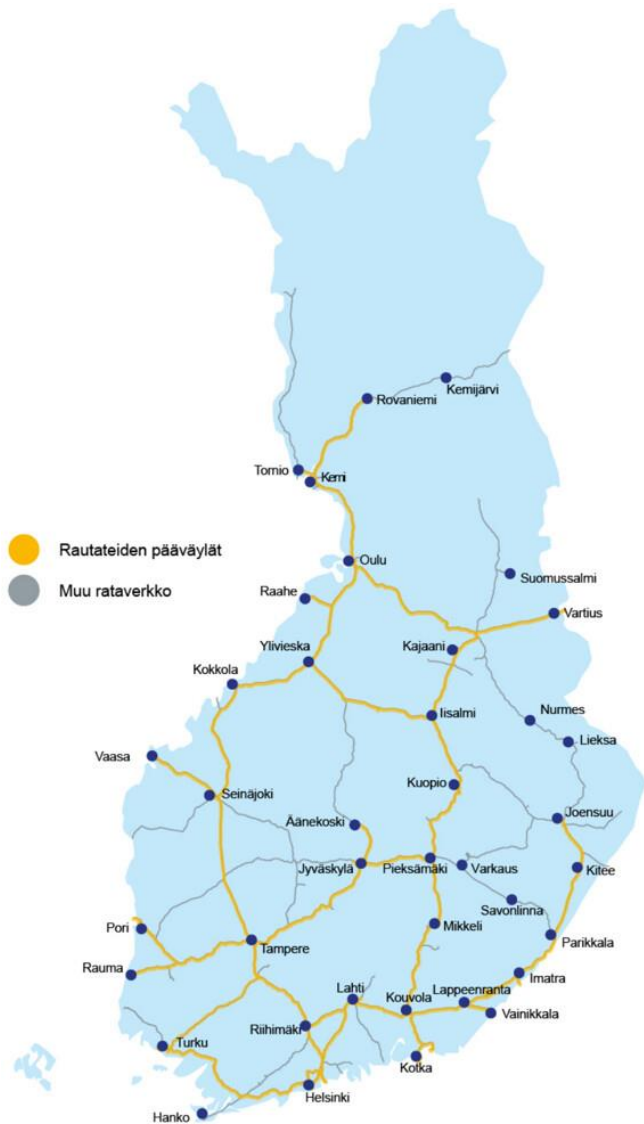 Kemijärvi
Rovaniemi
Tornio
Kemi
Rautateiden pääväylät
Muu rataverkko
Oulu
Suomussalmi
Raahe
Vartius
Ylivieska
Kajaani
Kokkola
Iisalmi
Nurmes
Lieksa
Vaasa
Kuopio
Seinäjoki
Äänekoski
Joensuu
Jyväskylä
Pieksämäki
Varkaus
Kitee
Savonlinna
Pori
Mikkeli
Tampere
Parikkala
Rauma
Imatra
Lahti
Lappeenranta
Kouvola
Vainikkala
Riihimäki
Turku
Kotka
Helsinki
Hanko